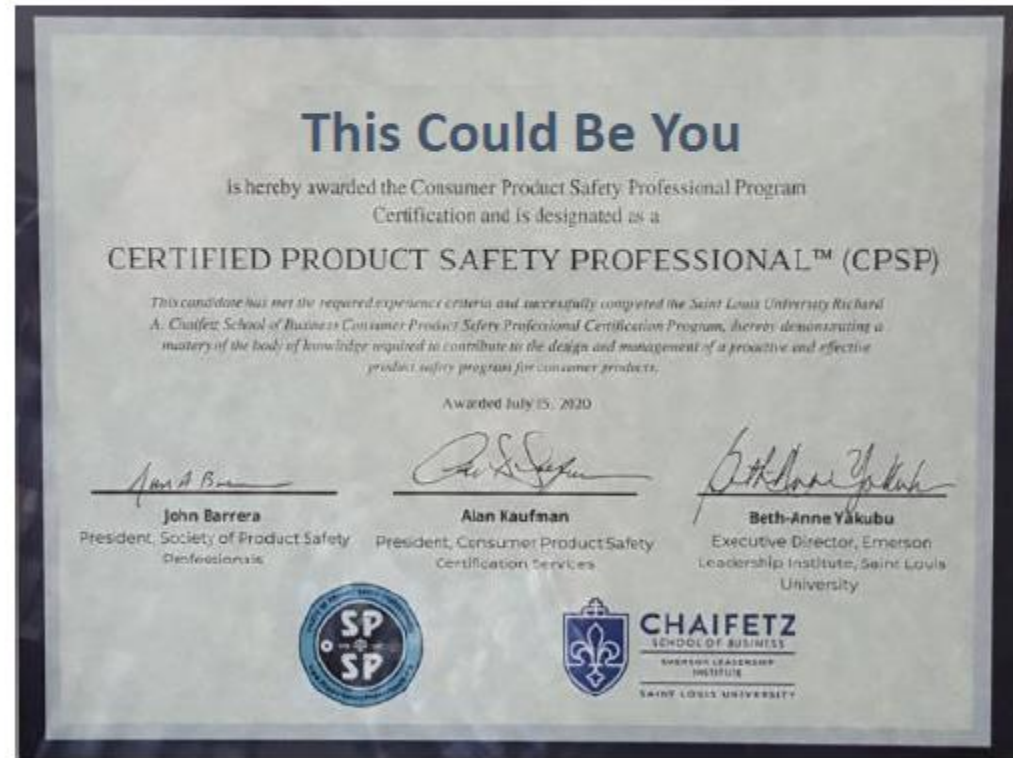 This Could Be You
is hereby awarded the Consumer Product Safety Professional Program
Certification and is designated as a
CERTIFIED PRODUCT SAFETY PROFESSIONAL™ (CPSP)
This candidate has met the required experience criteria and successfully completed the Saint Louis University Richard
A. Chaifetz School of Business Consumer Product Safety Professional Certification Program, thereby demonstrating a
mastery of the body of knowledge required to contribute to the design and management of a proactive and effective
product safety program for consumer products.
Awarded July 15, 2020
John Barrera
President, Society of Product Safety
Professionals
Alan Kaufman
President, Consumer Product Safety
Certification Services
Beth-Anne Yakubu
Executive Director, Emerson
Leadership Institute, Saint Louis
University
SP
SP
CHAIFETZ
SCHOOL OF BUSINESS
EMERSON LEADERSHIP
INSTITUTE
SAINT LOUIS UNIVERSITY